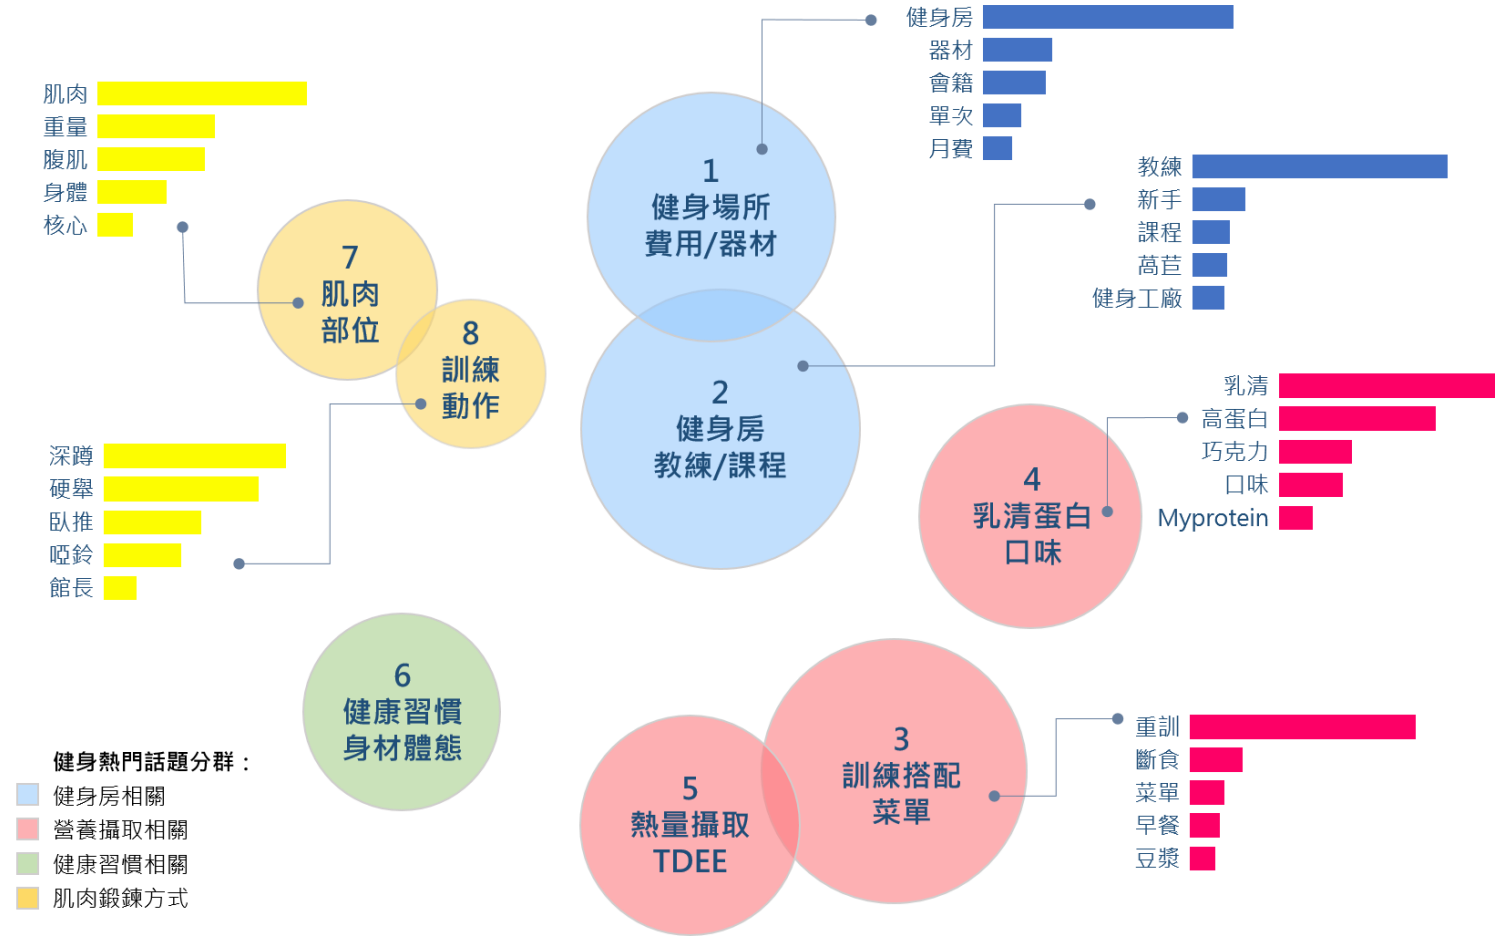 健身房
器材
會籍
單次
月費
肌肉
重量
腹肌
身體
核心
1
健身場所
費用/器材
教練
新手
課程
萵苣
健身工廠
7
肌肉
部位
8
訓練
動作
2
健身房
教練/課程
乳清
高蛋白
巧克力
口味
Myprotein
4
乳清蛋白
口味
深蹲
硬舉
臥推
啞鈴
館長
6
健康習慣
身材體態
3
訓練搭配
菜單
5
熱量攝取
TDEE
重訓
斷食
菜單
早餐
豆漿
健身熱門話題分群：
健身房相關
營養攝取相關
健康習慣相關
肌肉鍛鍊方式